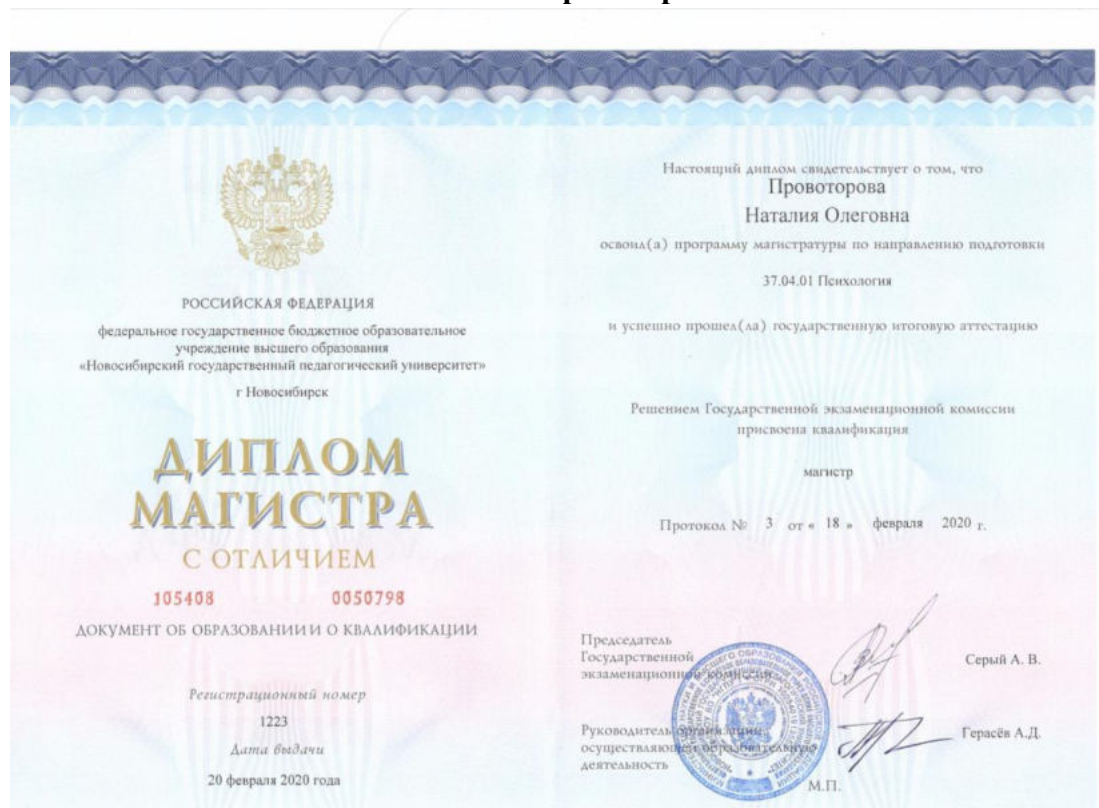 РОССИЙСКАЯ ФЕДЕРАЦИЯ
федеральное государственное бюджетное образовательное
учреждение высшего образования
«Новосибирский государственный педагогический университет»
г Новосибирск
ДИПЛОМ
МАГИСТРА
С ОТЛИЧИЕМ
105408 0050798
ДОКУМЕНТ ОБ ОБРАЗОВАНИИ И О КВАЛИФИКАЦИИ
Регистрационный номер
1223
Дата выдачи
20 февраля 2020 года
Настоящий диплом свидетельствует о том, что
Провоторова
Наталия Олеговна
освоил(а) программу магистратуры по направлению подготовки
37.04.01 Психология
и успешно прошел(ла) государственную итоговую аттестацию
Решением Государственной экзаменационной комиссии
присвоена квалификация
магистр
Протокол № 3 от « 18 » февраля 2020 г.
Председатель
Государственной
экзаменационной комиссии
Серый А. В.
Руководитель организации,
осуществляющей образовательную
деятельность
Герасёв А.Д.
М.П.